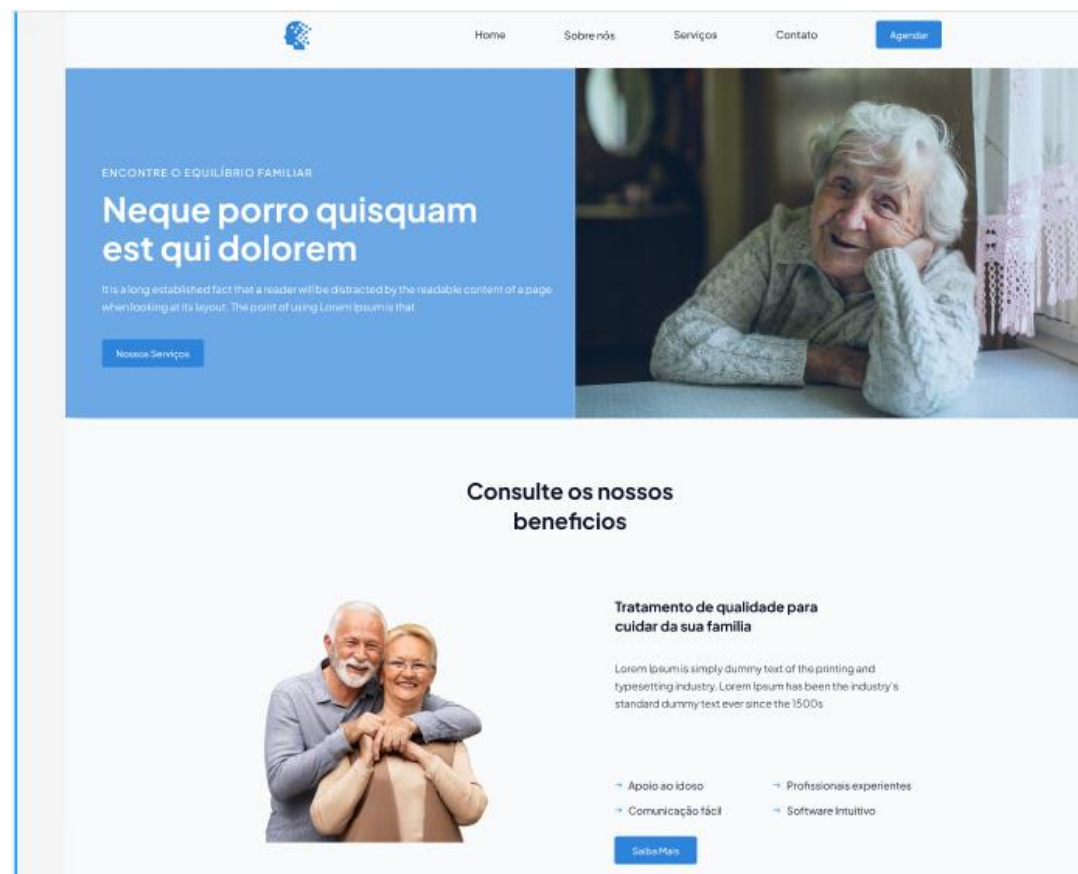 Home Sobre nós Serviços Contato Agendar
ENCONTRE O EQUILÍBRIO FAMILIAR
Neque porro quisquam
est qui dolorem
It is a long established fact that a reader will be distracted by the readable content of a page
when looking at its layout. The point of using Lorem Ipsum is that
Nossos Serviços
Consulte os nossos
beneficios
Tratamento de qualidade para
cuidar da sua familia
Lorem Ipsum is simply dummy text of the printing and
typesetting industry. Lorem Ipsum has been the industry's
standard dummy text ever since the 1500s
→ Apoio ao idoso → Profissionais experientes
→ Comunicação fácil → Software Intuitivo
Saiba Mais